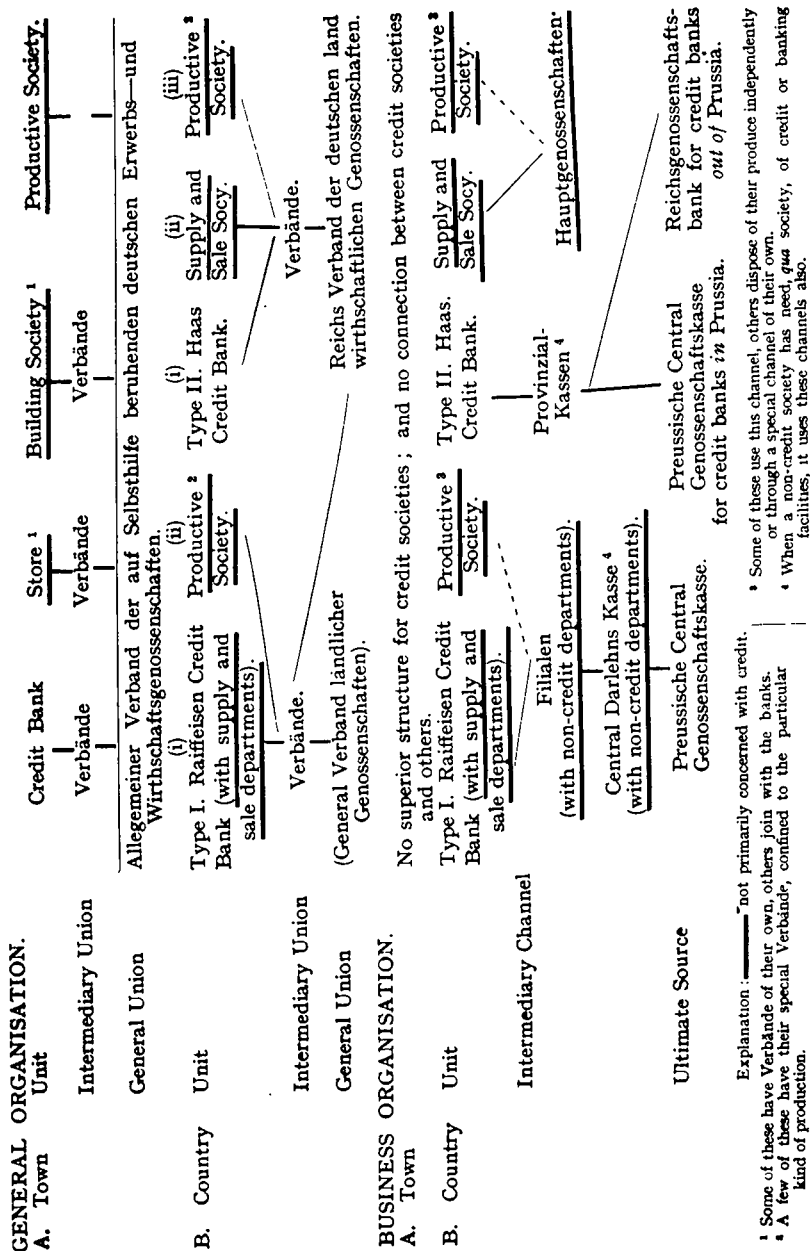 GENERAL ORGANISATION.
A. Town Unit Credit Bank Store ¹ Building Society ¹ Productive Society.
Intermediary Union Verbände Verbände Verbände
General Union Allegemeiner Verband der auf Selbsthilfe beruhenden deutschen Erwerbs—und
Wirthschaftsgenossenschaften.
(i) (ii) (i) (ii) (iii)
B. Country Unit Type I. Raiffeisen Credit Productive ² Type II. Haas Supply and Productive ²
Bank (with supply and Society. Credit Bank. Sale Socy. Society.
sale departments).
Intermediary Union Verbände. Verbände.
General Union (General Verband ländlicher Reichs Verband der deutschen land
Genossenschaften). wirthschaftlichen Genossenschaften.
BUSINESS ORGANISATION.
A. Town No superior structure for credit societies ; and no connection between credit societies
and others.
B. Country Unit Type I. Raiffeisen Credit Productive ³ Type II. Haas. Supply and Productive ³
Bank (with supply and Society. Credit Bank. Sale Socy. Society.
sale departments).
Intermediary Channel Filialen Provinzial- Hauptgenossenschaften.
(with non-credit departments). Kassen ⁴
Central Darlehns Kasse ⁴
(with non-credit departments).
Ultimate Source Preussische Central Preussische Central Reichsgenossenschafts-
Genossenschaftskasse. Genossenschaftskasse bank for credit banks
for credit banks in Prussia. out of Prussia.
Explanation : not primarily concerned with credit.
¹ Some of these have Verbände of their own, others join with the banks.
² A few of these have their special Verbände, confined to the particular
kind of production.
³ Some of these use this channel, others dispose of their produce independently
or through a special channel of their own.
⁴ When a non-credit society has need, qua society, of credit or banking
facilities, it uses these channels also.